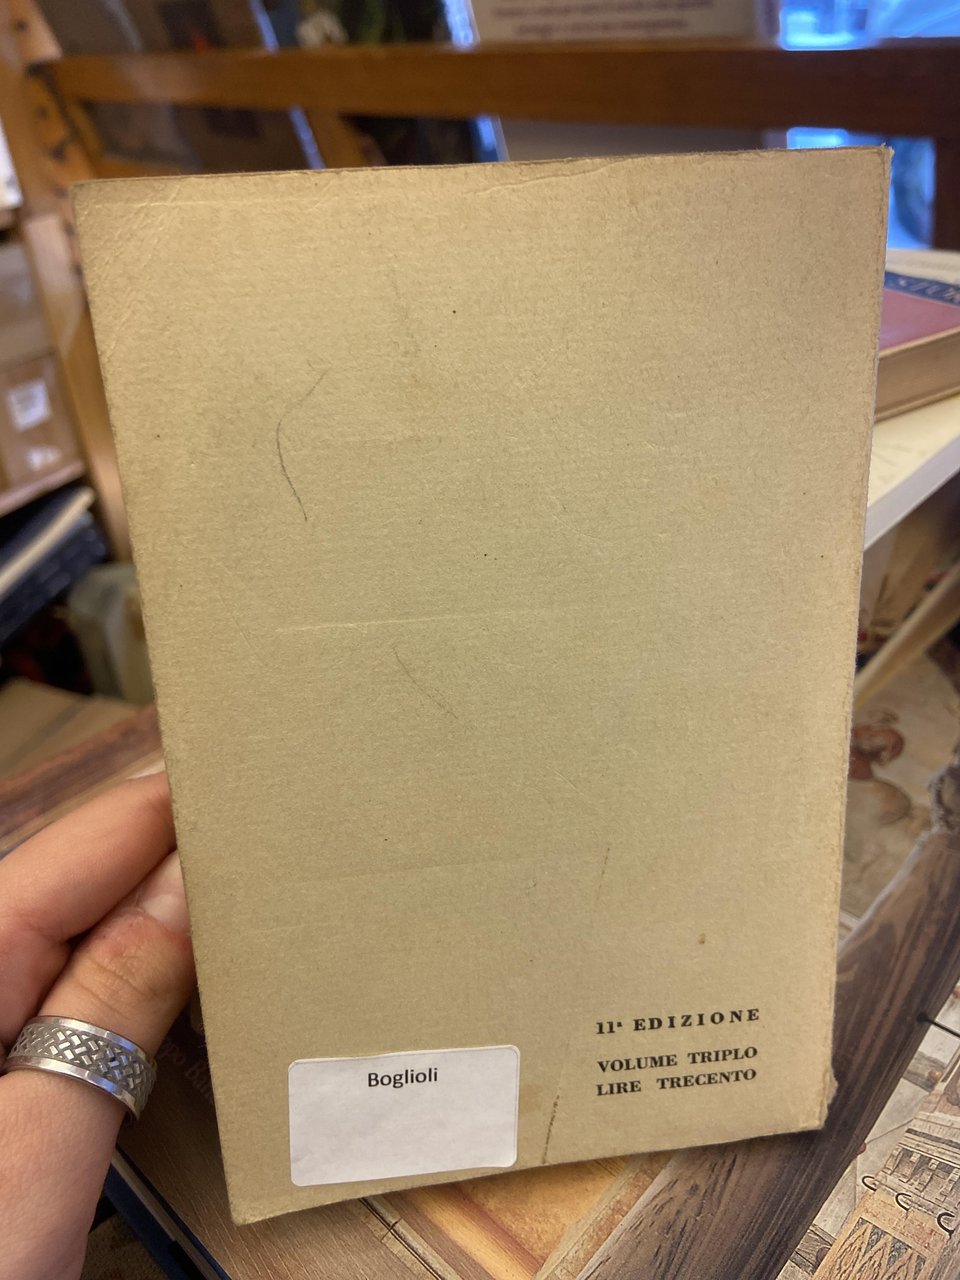 11ª EDIZIONE
VOLUME TRIPLO
LIRE TRECENTO
Boglioli